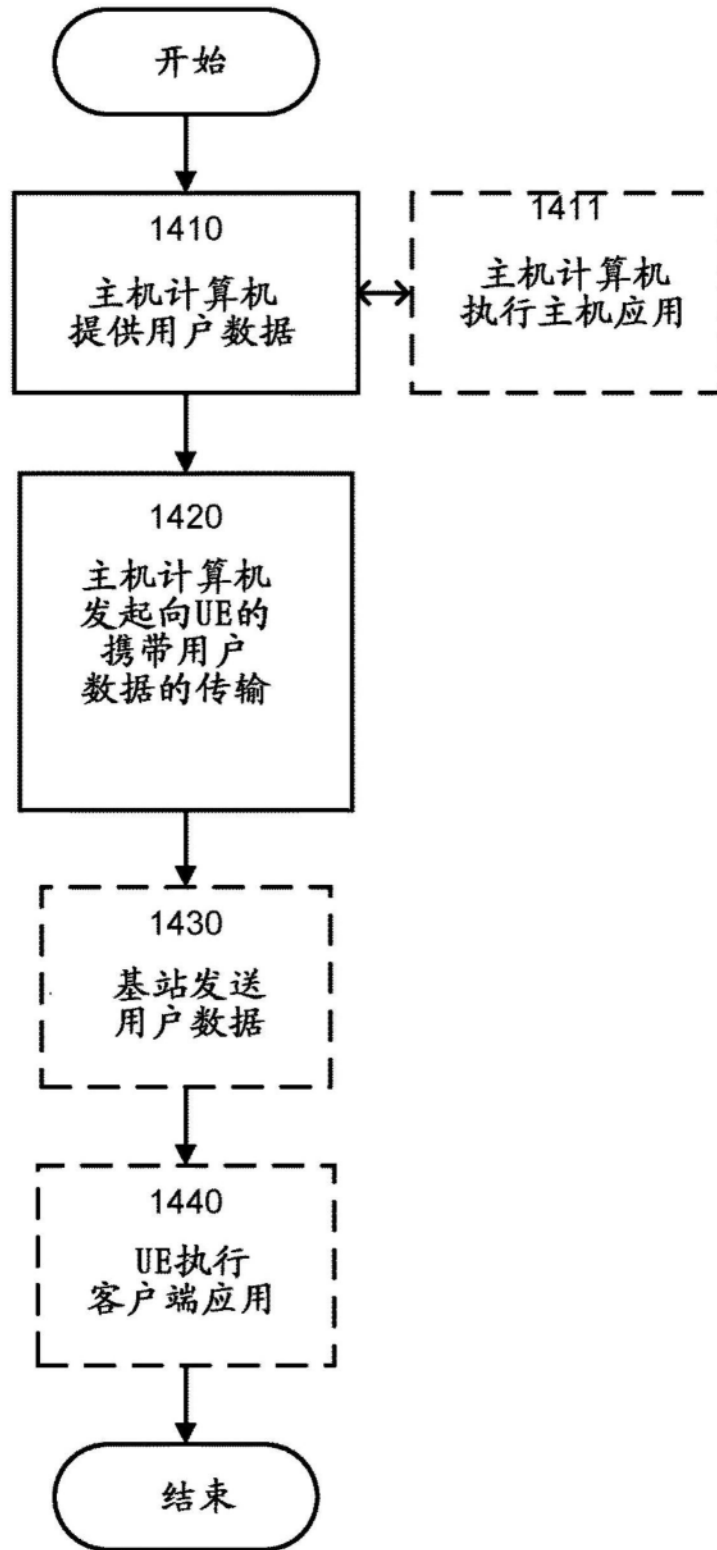 开始
1410
主机计算机
提供用户数据
1411
主机计算机
执行主机应用
1420
主机计算机
发起向UE的
携带用户
数据的传输
1430
基站发送
用户数据
1440
UE执行
客户端应用
结束